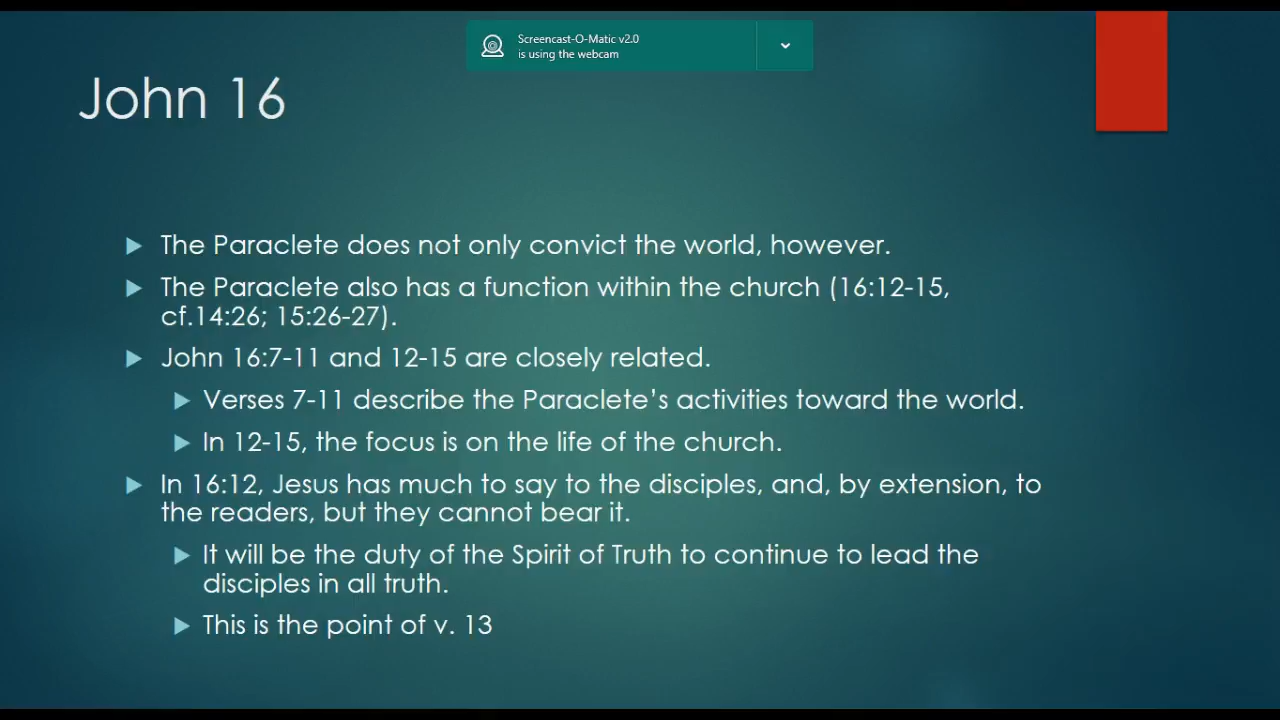 Screencast-O-Matic v2.0
is using the webcam
John 16
The Paraclete does not only convict the world, however.
The Paraclete also has a function within the church (16:12-15,
cf.14:26; 15:26-27).
John 16:7-11 and 12-15 are closely related.
Verses 7-11 describe the Paraclete’s activities toward the world.
In 12-15, the focus is on the life of the church.
In 16:12, Jesus has much to say to the disciples, and, by extension, to
the readers, but they cannot bear it.
It will be the duty of the Spirit of Truth to continue to lead the
disciples in all truth.
This is the point of v. 13